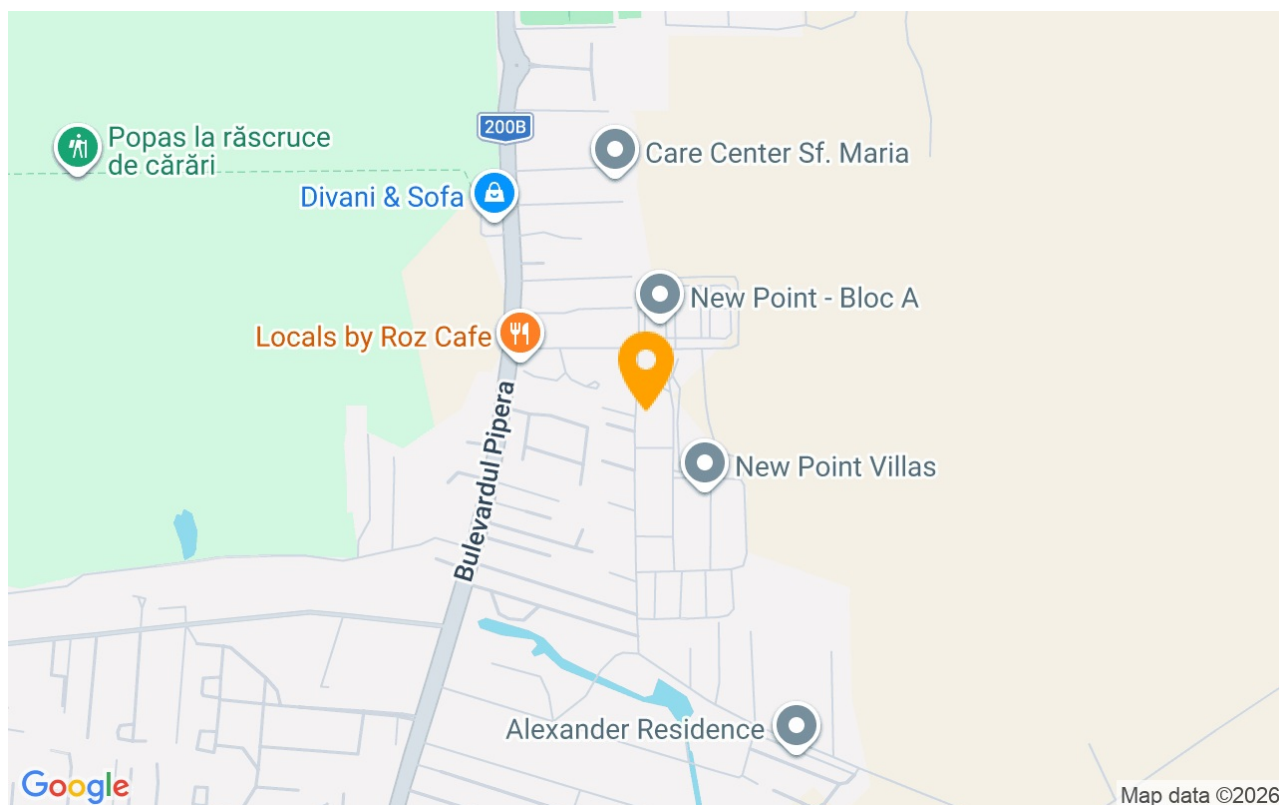 200B
Popas la răscruce
de cărări
Care Center Sf. Maria
Divani & Sofa
New Point - Bloc A
Locals by Roz Cafe
Bulevardul Pipera
New Point Villas
Alexander Residence
Google
Map data ©2026